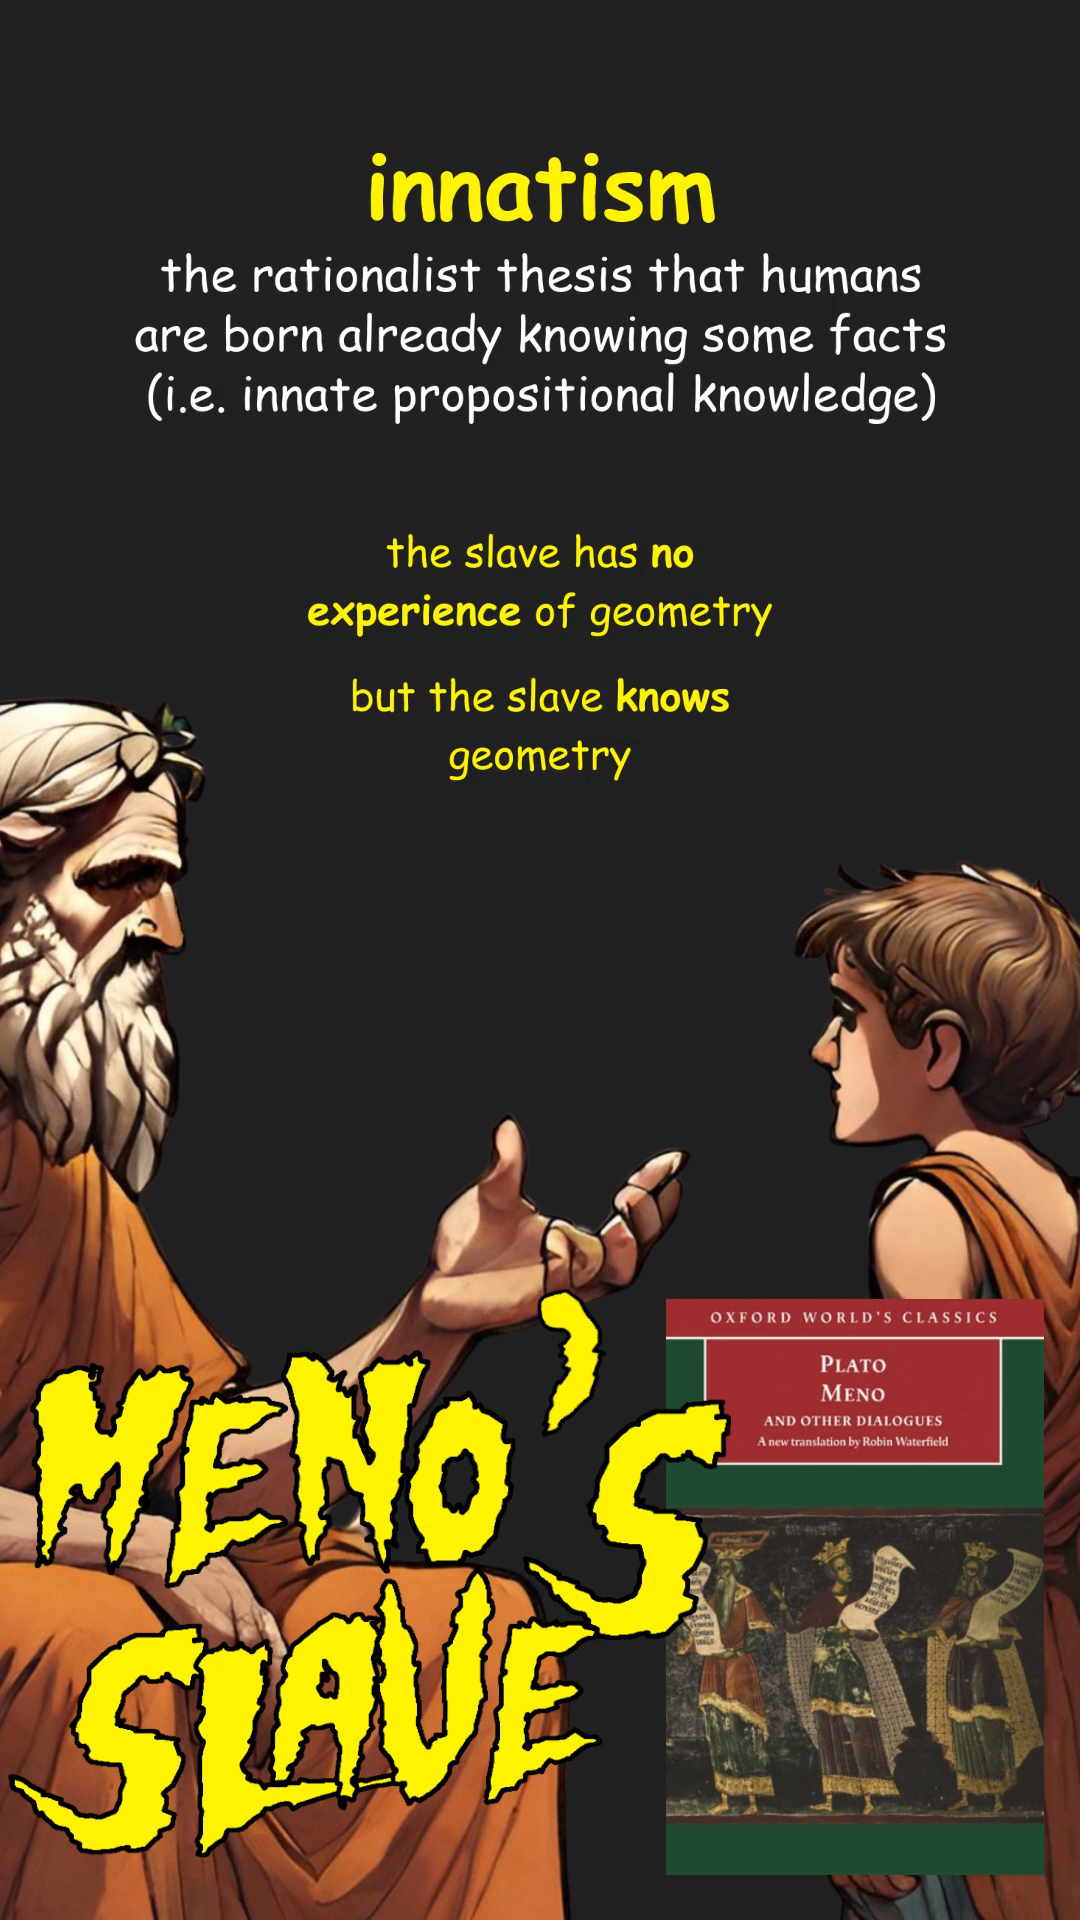 innatism
the rationalist thesis that humans
are born already knowing some facts
(i.e. innate propositional knowledge)
the slave has no
experience of geometry
but the slave knows
geometry
MENO'S
SLAVE
OXFORD WORLD'S CLASSICS
PLATO
MENO
AND OTHER DIALOGUES
A new translation by Robin Waterfield